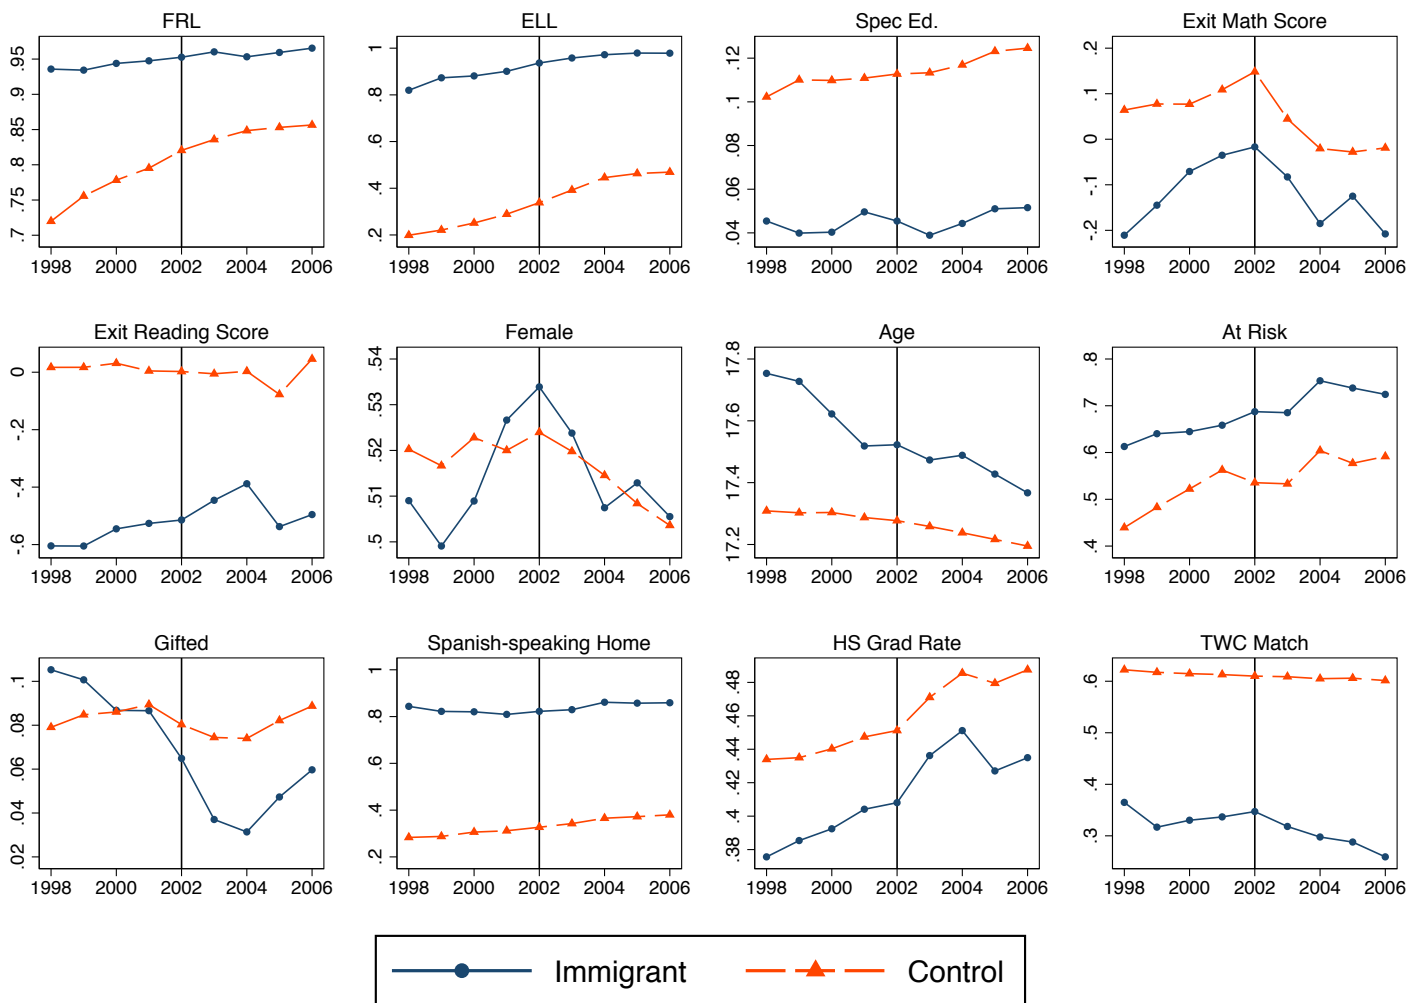 FRL
ELL
Spec Ed.
Exit Math Score
.95
.9
.85
.8
.75
.7
1
.8
.6
.4
.2
.12
.1
.08
.06
.04
.2
.1
0
-.1
-.2
1998 2000 2002 2004 2006
1998 2000 2002 2004 2006
1998 2000 2002 2004 2006
1998 2000 2002 2004 2006
Exit Reading Score
Female
Age
At Risk
0
-.2
-.4
-.6
.54
.53
.52
.51
.5
17.8
17.6
17.4
17.2
.8
.7
.6
.5
.4
1998 2000 2002 2004 2006
1998 2000 2002 2004 2006
1998 2000 2002 2004 2006
1998 2000 2002 2004 2006
Gifted
Spanish-speaking Home
HS Grad Rate
TWC Match
.1
.08
.06
.04
.02
1
.8
.6
.4
.2
.48
.46
.44
.42
.4
.38
.6
.5
.4
.3
1998 2000 2002 2004 2006
1998 2000 2002 2004 2006
1998 2000 2002 2004 2006
1998 2000 2002 2004 2006
Immigrant
Control